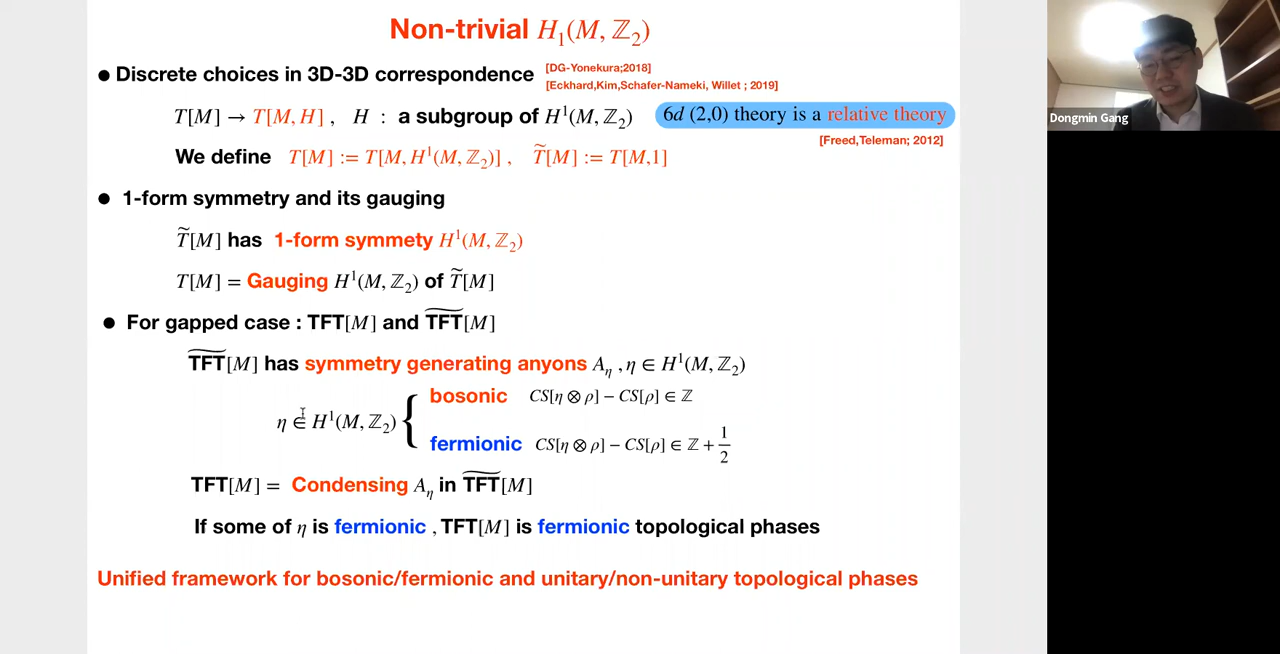 Non-trivial H₁(M, ℤ₂)
● Discrete choices in 3D-3D correspondence [DG-Yonekura;2018]
[Eckhard,Kim,Schafer-Nameki, Willet ; 2019]
T[M] → T[M, H] , H : a subgroup of H¹(M, ℤ₂) 6d (2,0) theory is a relative theory
[Freed,Teleman; 2012]
We define T[M] := T[M, H¹(M, ℤ₂)] , T̃[M] := T[M,1]
● 1-form symmetry and its gauging
T̃[M] has 1-form symmety H¹(M, ℤ₂)
T[M] = Gauging H¹(M, ℤ₂) of T̃[M]
● For gapped case : TFT[M] and T͠FT[M]
T͠FT[M] has symmetry generating anyons A_η , η ∈ H¹(M, ℤ₂)
bosonic CS[η ⊗ ρ] − CS[ρ] ∈ ℤ
η ∈ H¹(M, ℤ₂) {
fermionic CS[η ⊗ ρ] − CS[ρ] ∈ ℤ + 1/2
TFT[M] = Condensing A_η in T͠FT[M]
If some of η is fermionic , TFT[M] is fermionic topological phases
Unified framework for bosonic/fermionic and unitary/non-unitary topological phases
Dongmin Gang